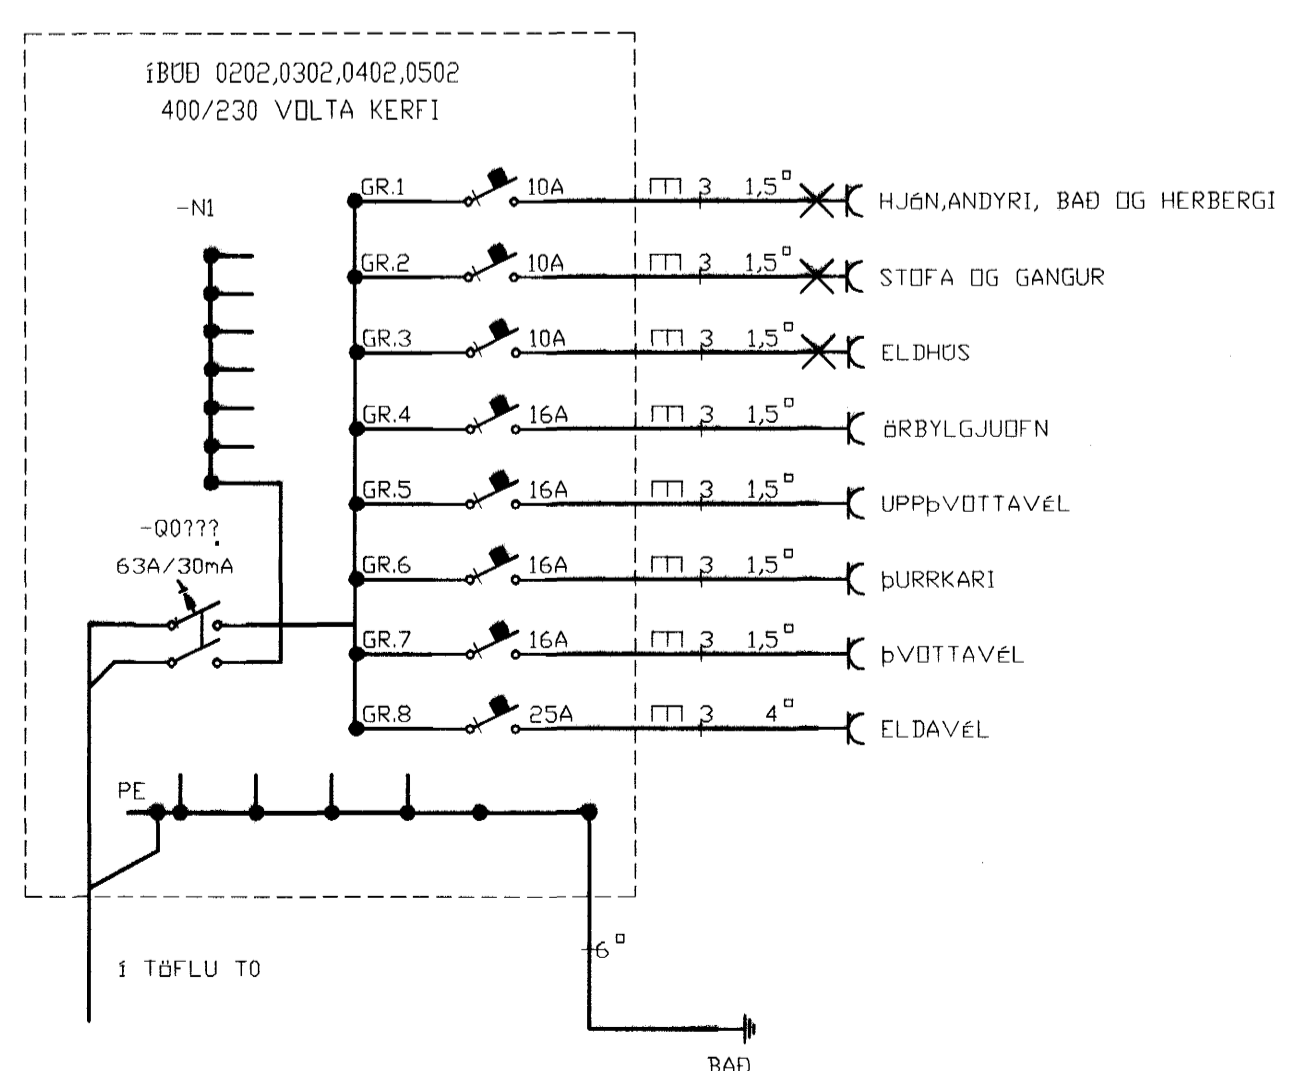 íBÚÐ 0202,0302,0402,0502
400/230 VOLTA KERFI
-N1
GR.1 10A 3 1,5□ HJóN,ANDYRI, BAÐ OG HERBERGI
GR.2 10A 3 1,5□ STOFA OG GANGUR
GR.3 10A 3 1,5□ ELDHÚS
GR.4 16A 3 1,5□ öRBYLGJUOFN
GR.5 16A 3 1,5□ UPPþVOTTAVéL
-Q0???
63A/30mA
GR.6 16A 3 1,5□ þURRKARI
GR.7 16A 3 1,5□ þVOTTAVéL
GR.8 25A 3 4□ ELDAVéL
PE
6□
í TöFLU T0
BAÐ